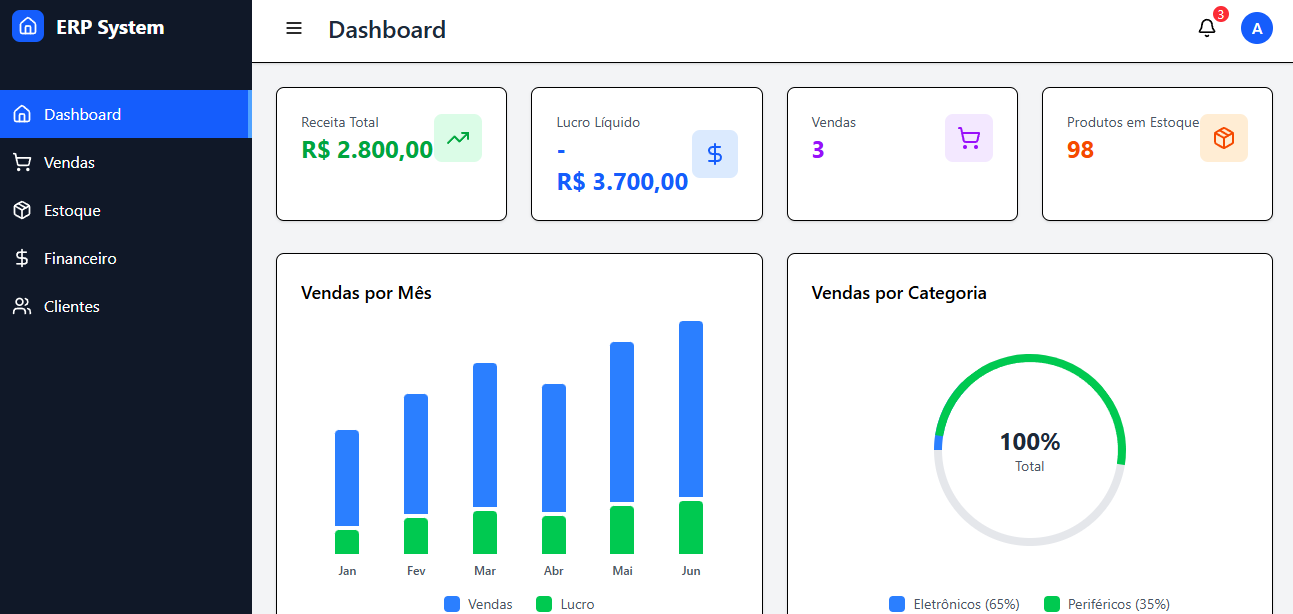 ERP System
Dashboard
Vendas
Estoque
Financeiro
Clientes
Dashboard
3
A
Receita Total
R$ 2.800,00
Lucro Líquido
-
R$ 3.700,00
Vendas
3
Produtos em Estoque
98
Vendas por Mês
Jan Fev Mar Abr Mai Jun
Vendas Lucro
Vendas por Categoria
100%
Total
Eletrônicos (65%) Periféricos (35%)